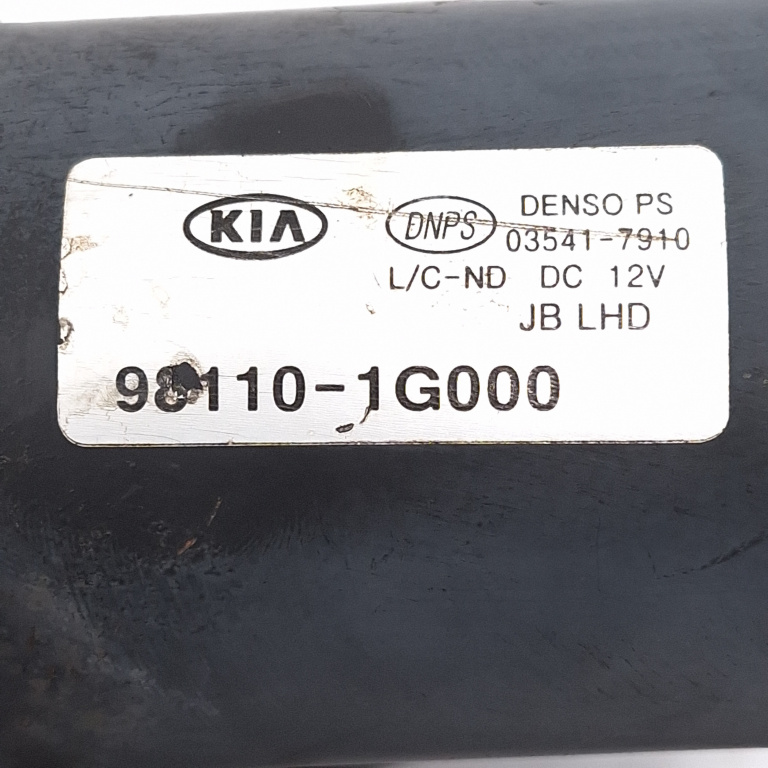 KIA DNPS DENSO PS
03541-7910
L/C-ND DC 12V
JB LHD
98110-1G000